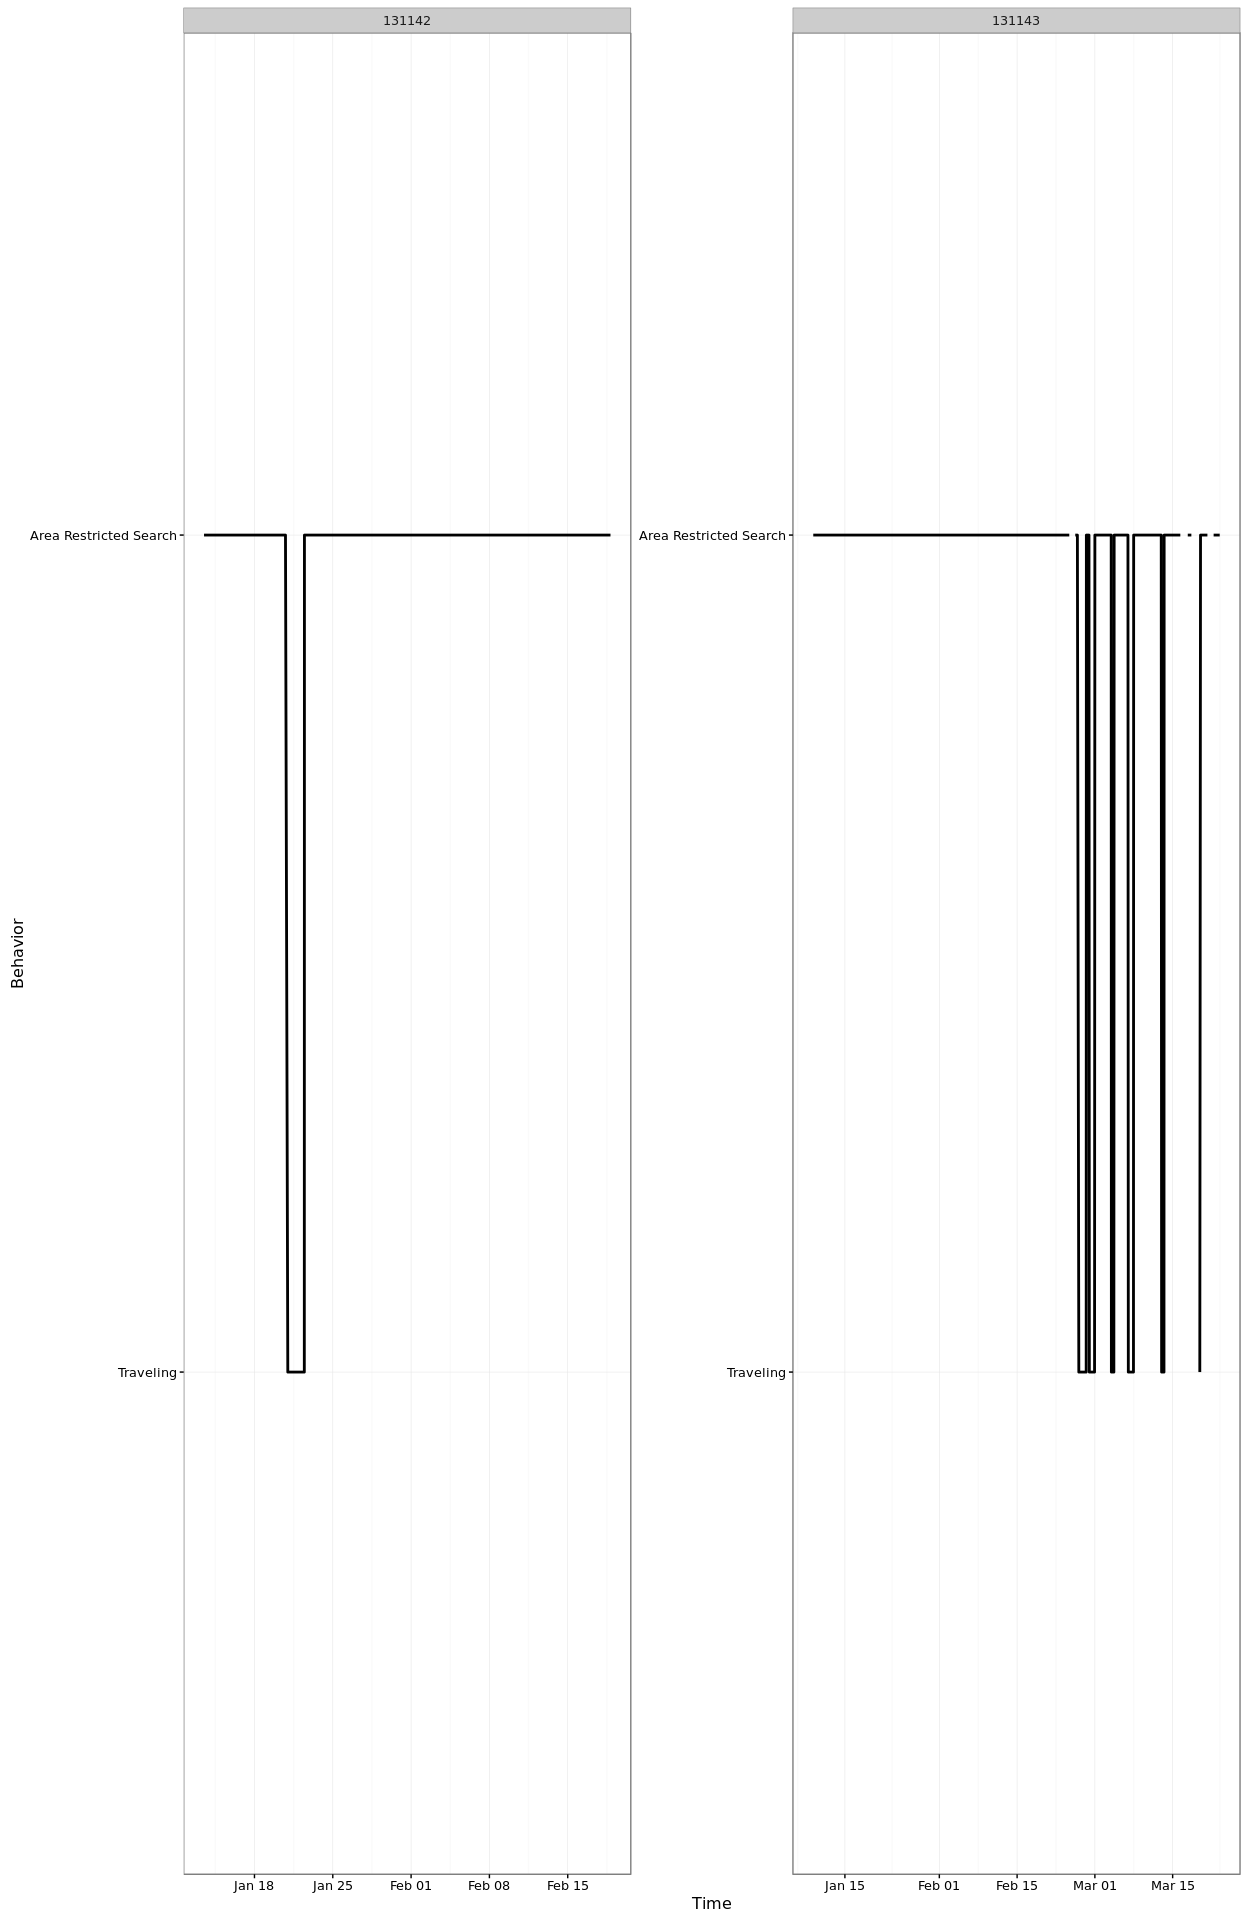 131142
131143
Behavior
Area Restricted Search
Traveling
Area Restricted Search
Traveling
Jan 18 Jan 25 Feb 01 Feb 08 Feb 15
Jan 15 Feb 01 Feb 15 Mar 01 Mar 15
Time